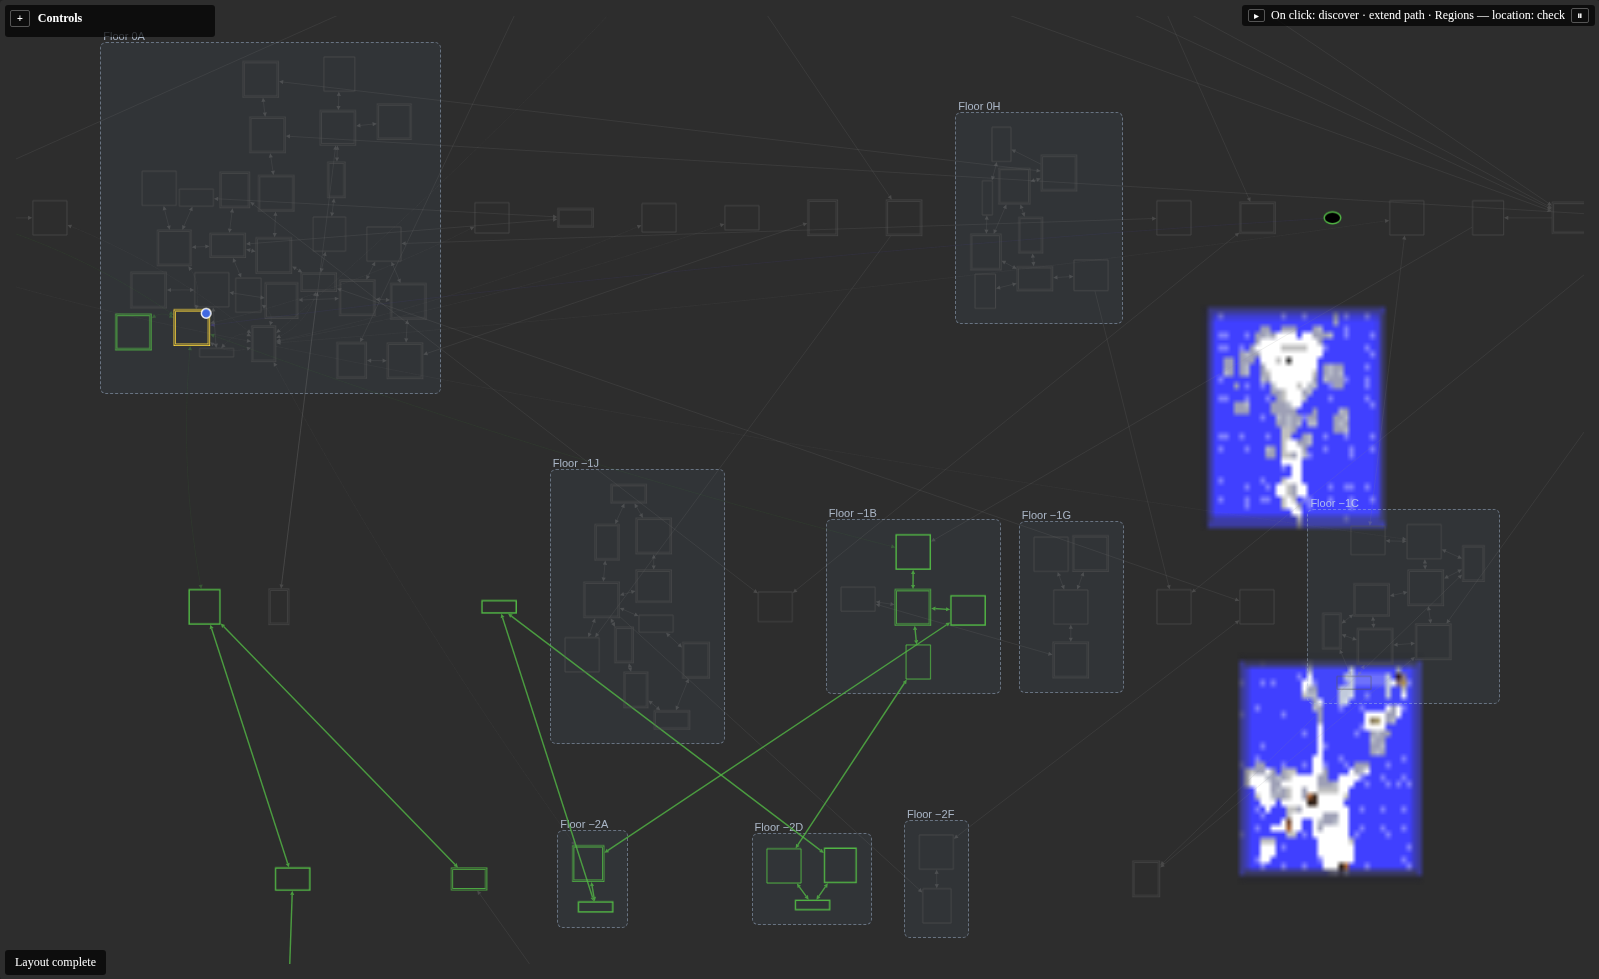 + Controls
▶ On click: discover · extend path · Regions — location: check ⏸
Floor 0A
Floor 0H
Floor −1J
Floor −1B
Floor −1G
Floor −1C
Floor −2A
Floor −2D
Floor −2F
Layout complete